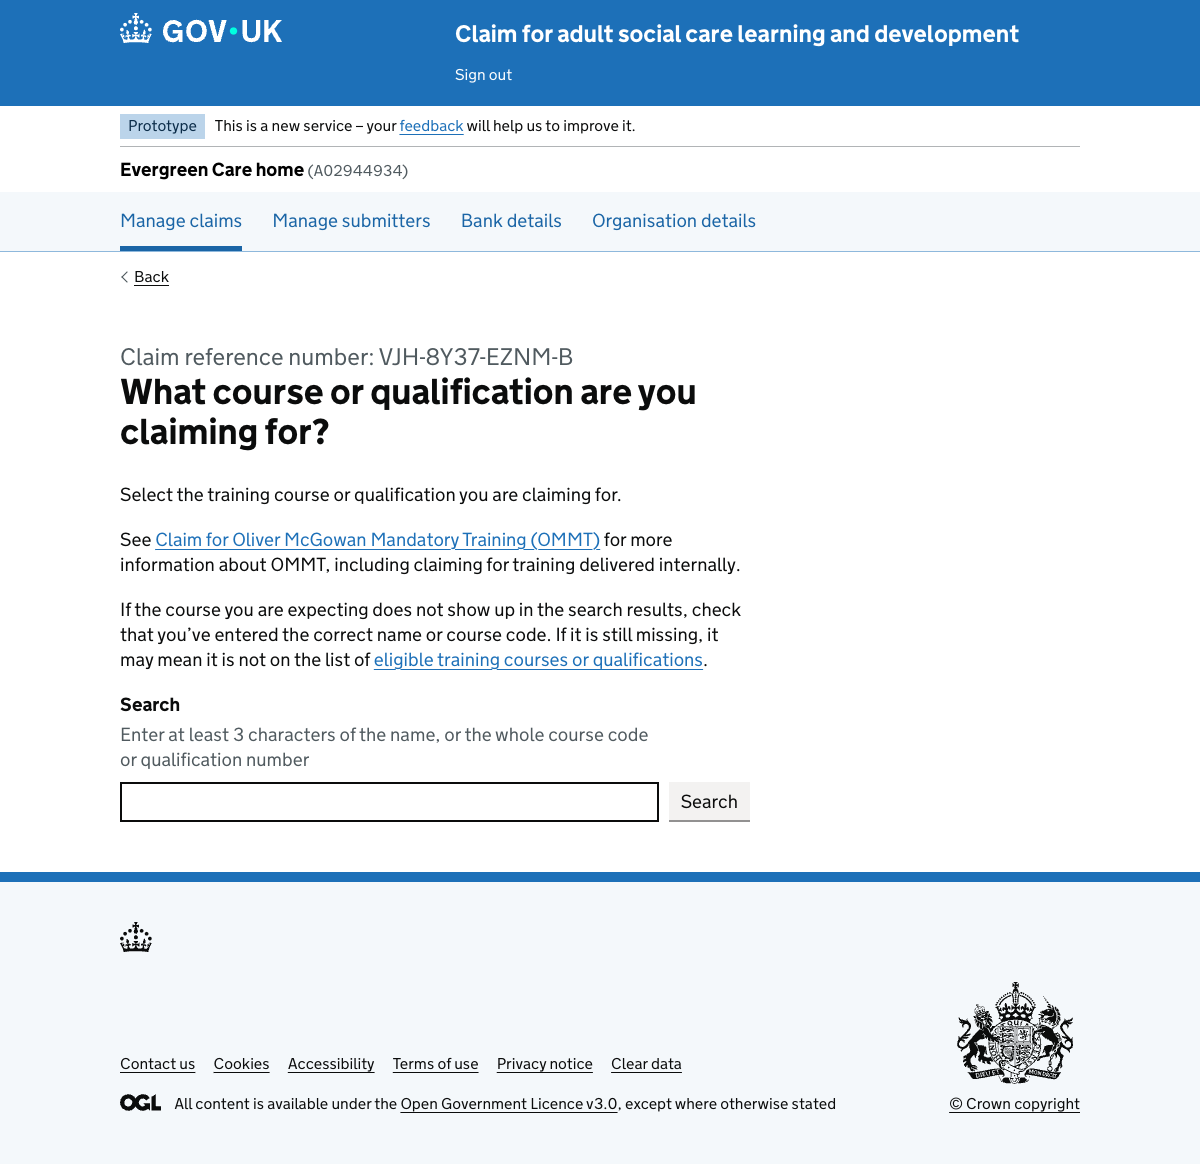 GOV·UK
Claim for adult social care learning and development
Sign out
Prototype This is a new service – your feedback will help us to improve it.
Evergreen Care home (A02944934)
Manage claims Manage submitters Bank details Organisation details
Back
Claim reference number: VJH-8Y37-EZNM-B
What course or qualification are you
claiming for?
Select the training course or qualification you are claiming for.
See Claim for Oliver McGowan Mandatory Training (OMMT) for more
information about OMMT, including claiming for training delivered internally.
If the course you are expecting does not show up in the search results, check
that you’ve entered the correct name or course code. If it is still missing, it
may mean it is not on the list of eligible training courses or qualifications.
Search
Enter at least 3 characters of the name, or the whole course code
or qualification number
Search
Contact us Cookies Accessibility Terms of use Privacy notice Clear data
OGL All content is available under the Open Government Licence v3.0, except where otherwise stated
© Crown copyright